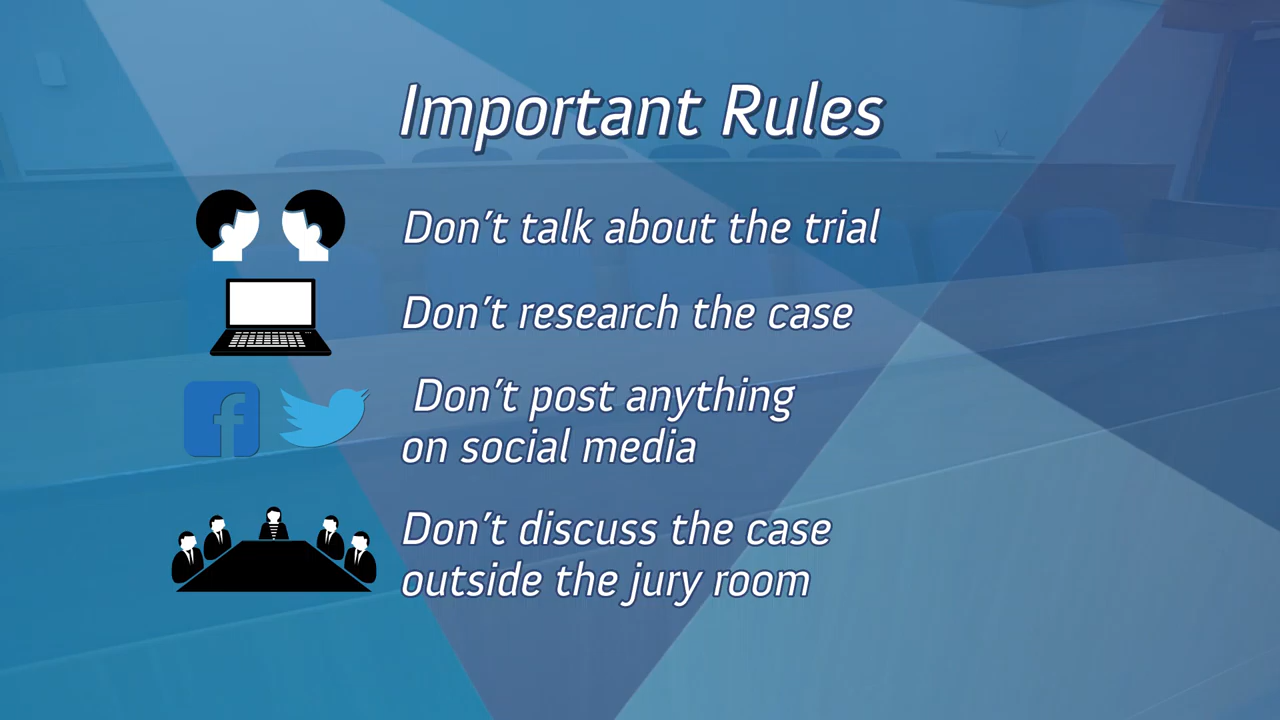 Important Rules
Don't talk about the trial
Don't research the case
Don't post anything
on social media
Don't discuss the case
outside the jury room